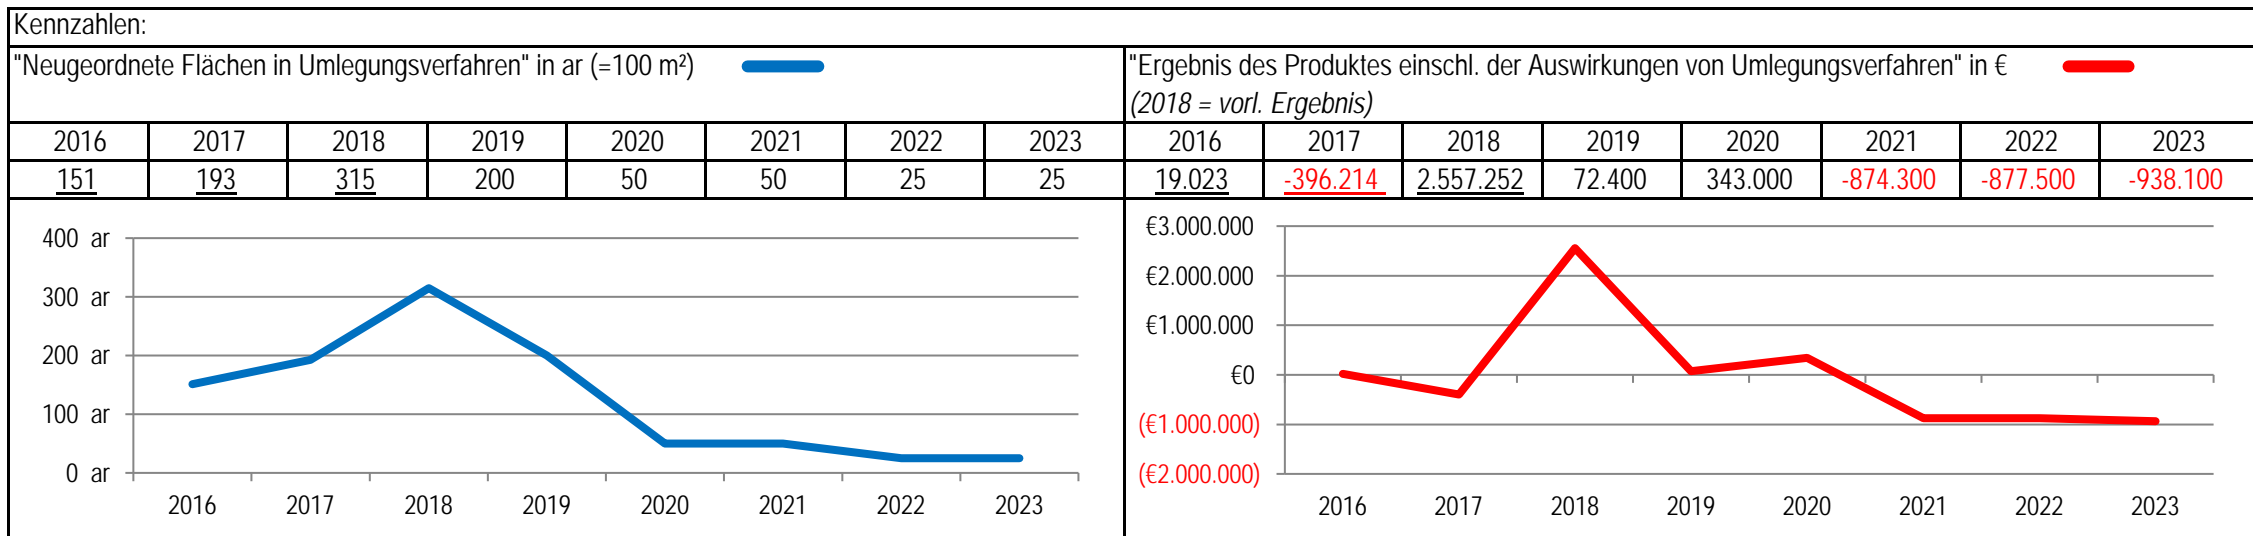 Kennzahlen:
"Neugeordnete Flächen in Umlegungsverfahren" in ar (=100 m²)
2016 2017 2018 2019 2020 2021 2022 2023
151 193 315 200 50 50 25 25
400 ar
300 ar
200 ar
100 ar
0 ar
2016 2017 2018 2019 2020 2021 2022 2023
"Ergebnis des Produktes einschl. der Auswirkungen von Umlegungsverfahren" in €
(2018 = vorl. Ergebnis)
2016 2017 2018 2019 2020 2021 2022 2023
19.023 -396.214 2.557.252 72.400 343.000 -874.300 -877.500 -938.100
€3.000.000
€2.000.000
€1.000.000
€0
(€1.000.000)
(€2.000.000)
2016 2017 2018 2019 2020 2021 2022 2023